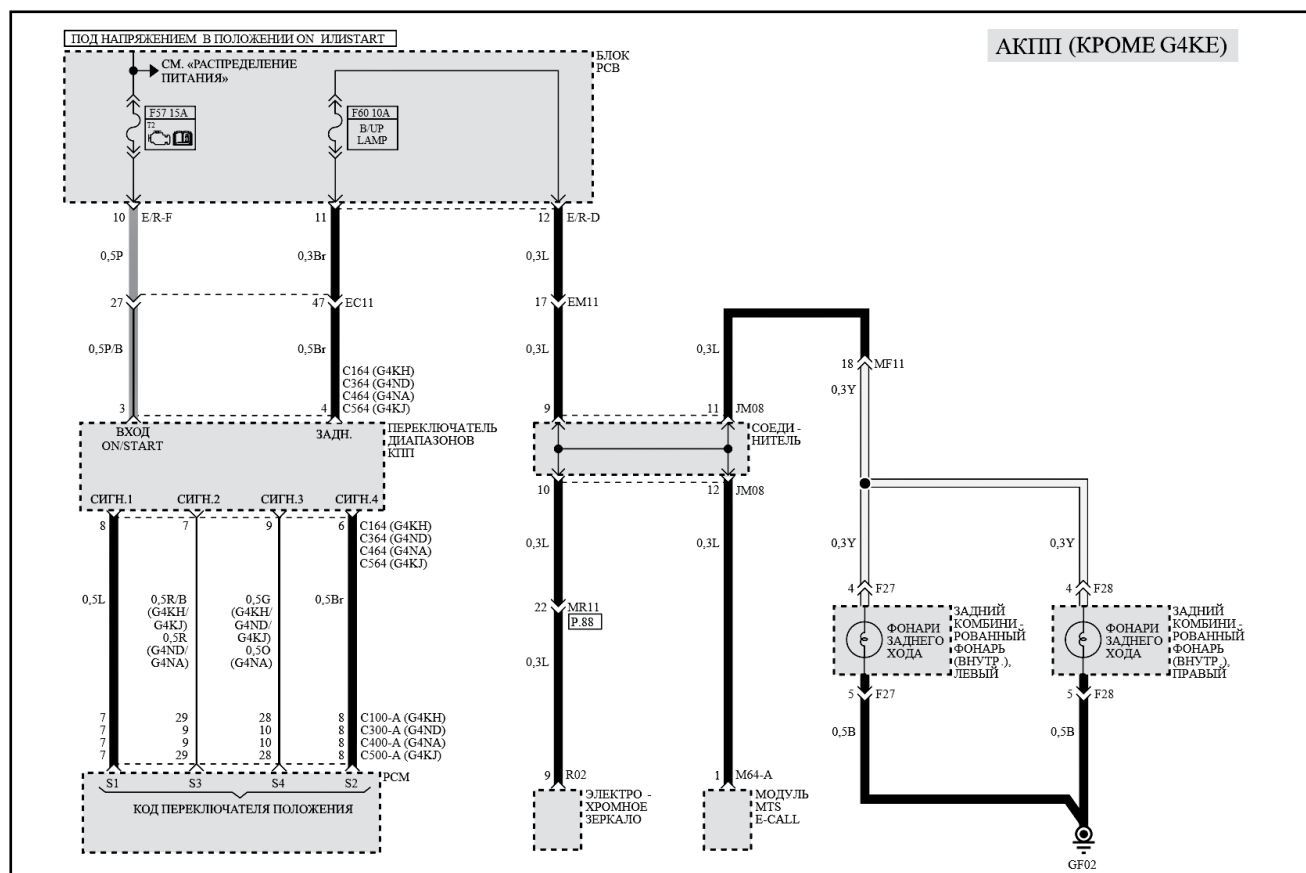 ПОД НАПРЯЖЕНИЕМ В ПОЛОЖЕНИИ ON ИЛИSTART
АКПП (КРОМЕ G4KE)
СМ. «РАСПРЕДЕЛЕНИЕ
ПИТАНИЯ»
БЛОК
PCB
F57 15A
T2
F60 10A
B/UP
LAMP
10
E/R-F
11
12
E/R-D
0,5P
0,3Br
0,3L
27
47
EC11
17
EM11
0,5P/B
0,5Br
0,3L
0,3L
18
MF11
0,3Y
C164 (G4KH)
C364 (G4ND)
C464 (G4NA)
C564 (G4KJ)
3
4
9
11
JM08
ВХОД
ON/START
ЗАДН.
ПЕРЕКЛЮЧАТЕЛЬ
ДИАПАЗОНОВ
КПП
СОЕДИ -
НИТЕЛЬ
10
12
JM08
СИГН.1
СИГН.2
СИГН.3
СИГН.4
8
7
9
6
C164 (G4KH)
C364 (G4ND)
C464 (G4NA)
C564 (G4KJ)
0,3L
0,3L
0,3Y
0,3Y
4
F27
4
F28
0,5L
0,5R/B
(G4KH/
G4KJ)
0,5R
(G4ND/
G4NA)
0,5G
(G4KH/
G4ND/
G4KJ)
0,5O
(G4NA)
0,5Br
22
MR11
P.88
0,3L
ФОНАРИ
ЗАДНЕГО
ХОДА
ЗАДНИЙ
КОМБИНИ -
РОВАННЫЙ
ФОНАРЬ
(ВНУТР .),
ЛЕВЫЙ
ФОНАРИ
ЗАДНЕГО
ХОДА
ЗАДНИЙ
КОМБИНИ -
РОВАННЫЙ
ФОНАРЬ
(ВНУТР .),
ПРАВЫЙ
5
F27
5
F28
0,5B
0,5B
7 29 28 8 C100-A (G4KH)
7 9 10 8 C300-A (G4ND)
7 9 10 8 C400-A (G4NA)
7 29 28 8 C500-A (G4KJ)
S1
S3
S4
S2
PCM
КОД ПЕРЕКЛЮЧАТЕЛЯ ПОЛОЖЕНИЯ
9
R02
1
M64-A
ЭЛЕКТРО -
ХРОМНОЕ
ЗЕРКАЛО
МОДУЛЬ
MTS
E-CALL
GF02